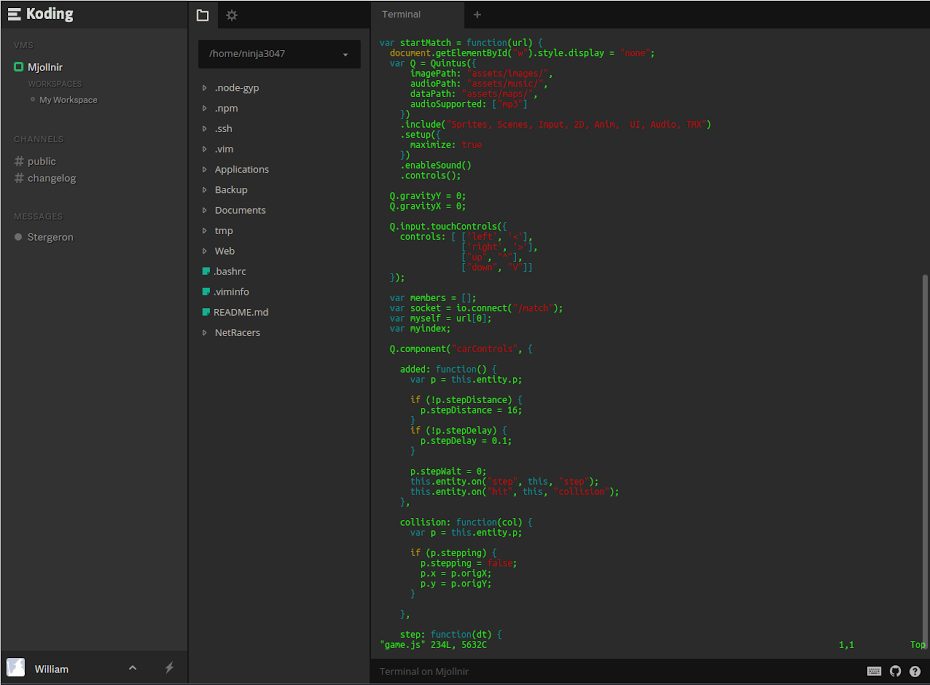 Koding
VMS
Mjollnir
WORKSPACES
My Workspace
CHANNELS
# public
# changelog
MESSAGES
Stergeron
William
/home/ninja3047
.node-gyp
.npm
.ssh
.vim
Applications
Backup
Documents
tmp
Web
.bashrc
.viminfo
README.md
NetRacers
Terminal +
var startMatch = function(url) {
document.getElementById("w").style.display = "none";
var Q = Quintus({
imagePath: "assets/images/",
audioPath: "assets/music/",
dataPath: "assets/maps/",
audioSupported: ["mp3"]
})
.include("Sprites, Scenes, Input, 2D, Anim, UI, Audio, TMX")
.setup({
maximize: true
})
.enableSound()
.controls();
Q.gravityY = 0;
Q.gravityX = 0;
Q.input.touchControls({
controls: [ ['left', '<'],
['right', '>'],
["up", "^"],
["down", "V"]]
});
var members = [];
var socket = io.connect("/match");
var myself = url[0];
var myindex;
Q.component("carControls", {
added: function() {
var p = this.entity.p;
if (!p.stepDistance) {
p.stepDistance = 16;
}
if (!p.stepDelay) {
p.stepDelay = 0.1;
}
p.stepWait = 0;
this.entity.on("step", this, "step");
this.entity.on("hit", this, "collision");
},
collision: function(col) {
var p = this.entity.p;
if (p.stepping) {
p.stepping = false;
p.x = p.origX;
p.y = p.origY;
}
},
step: function(dt) {
"game.js" 234L, 5632C 1,1 Top
Terminal on Mjollnir